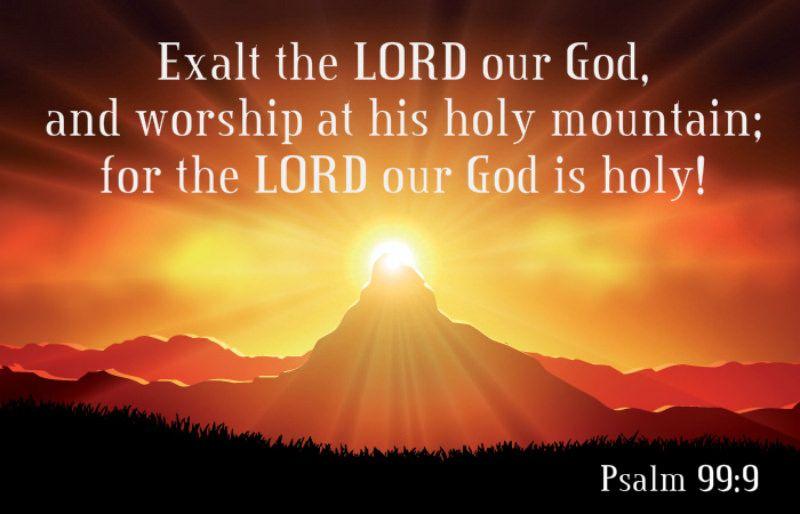 Exalt the LORD our God,
and worship at his holy mountain;
for the LORD our God is holy!
Psalm 99:9